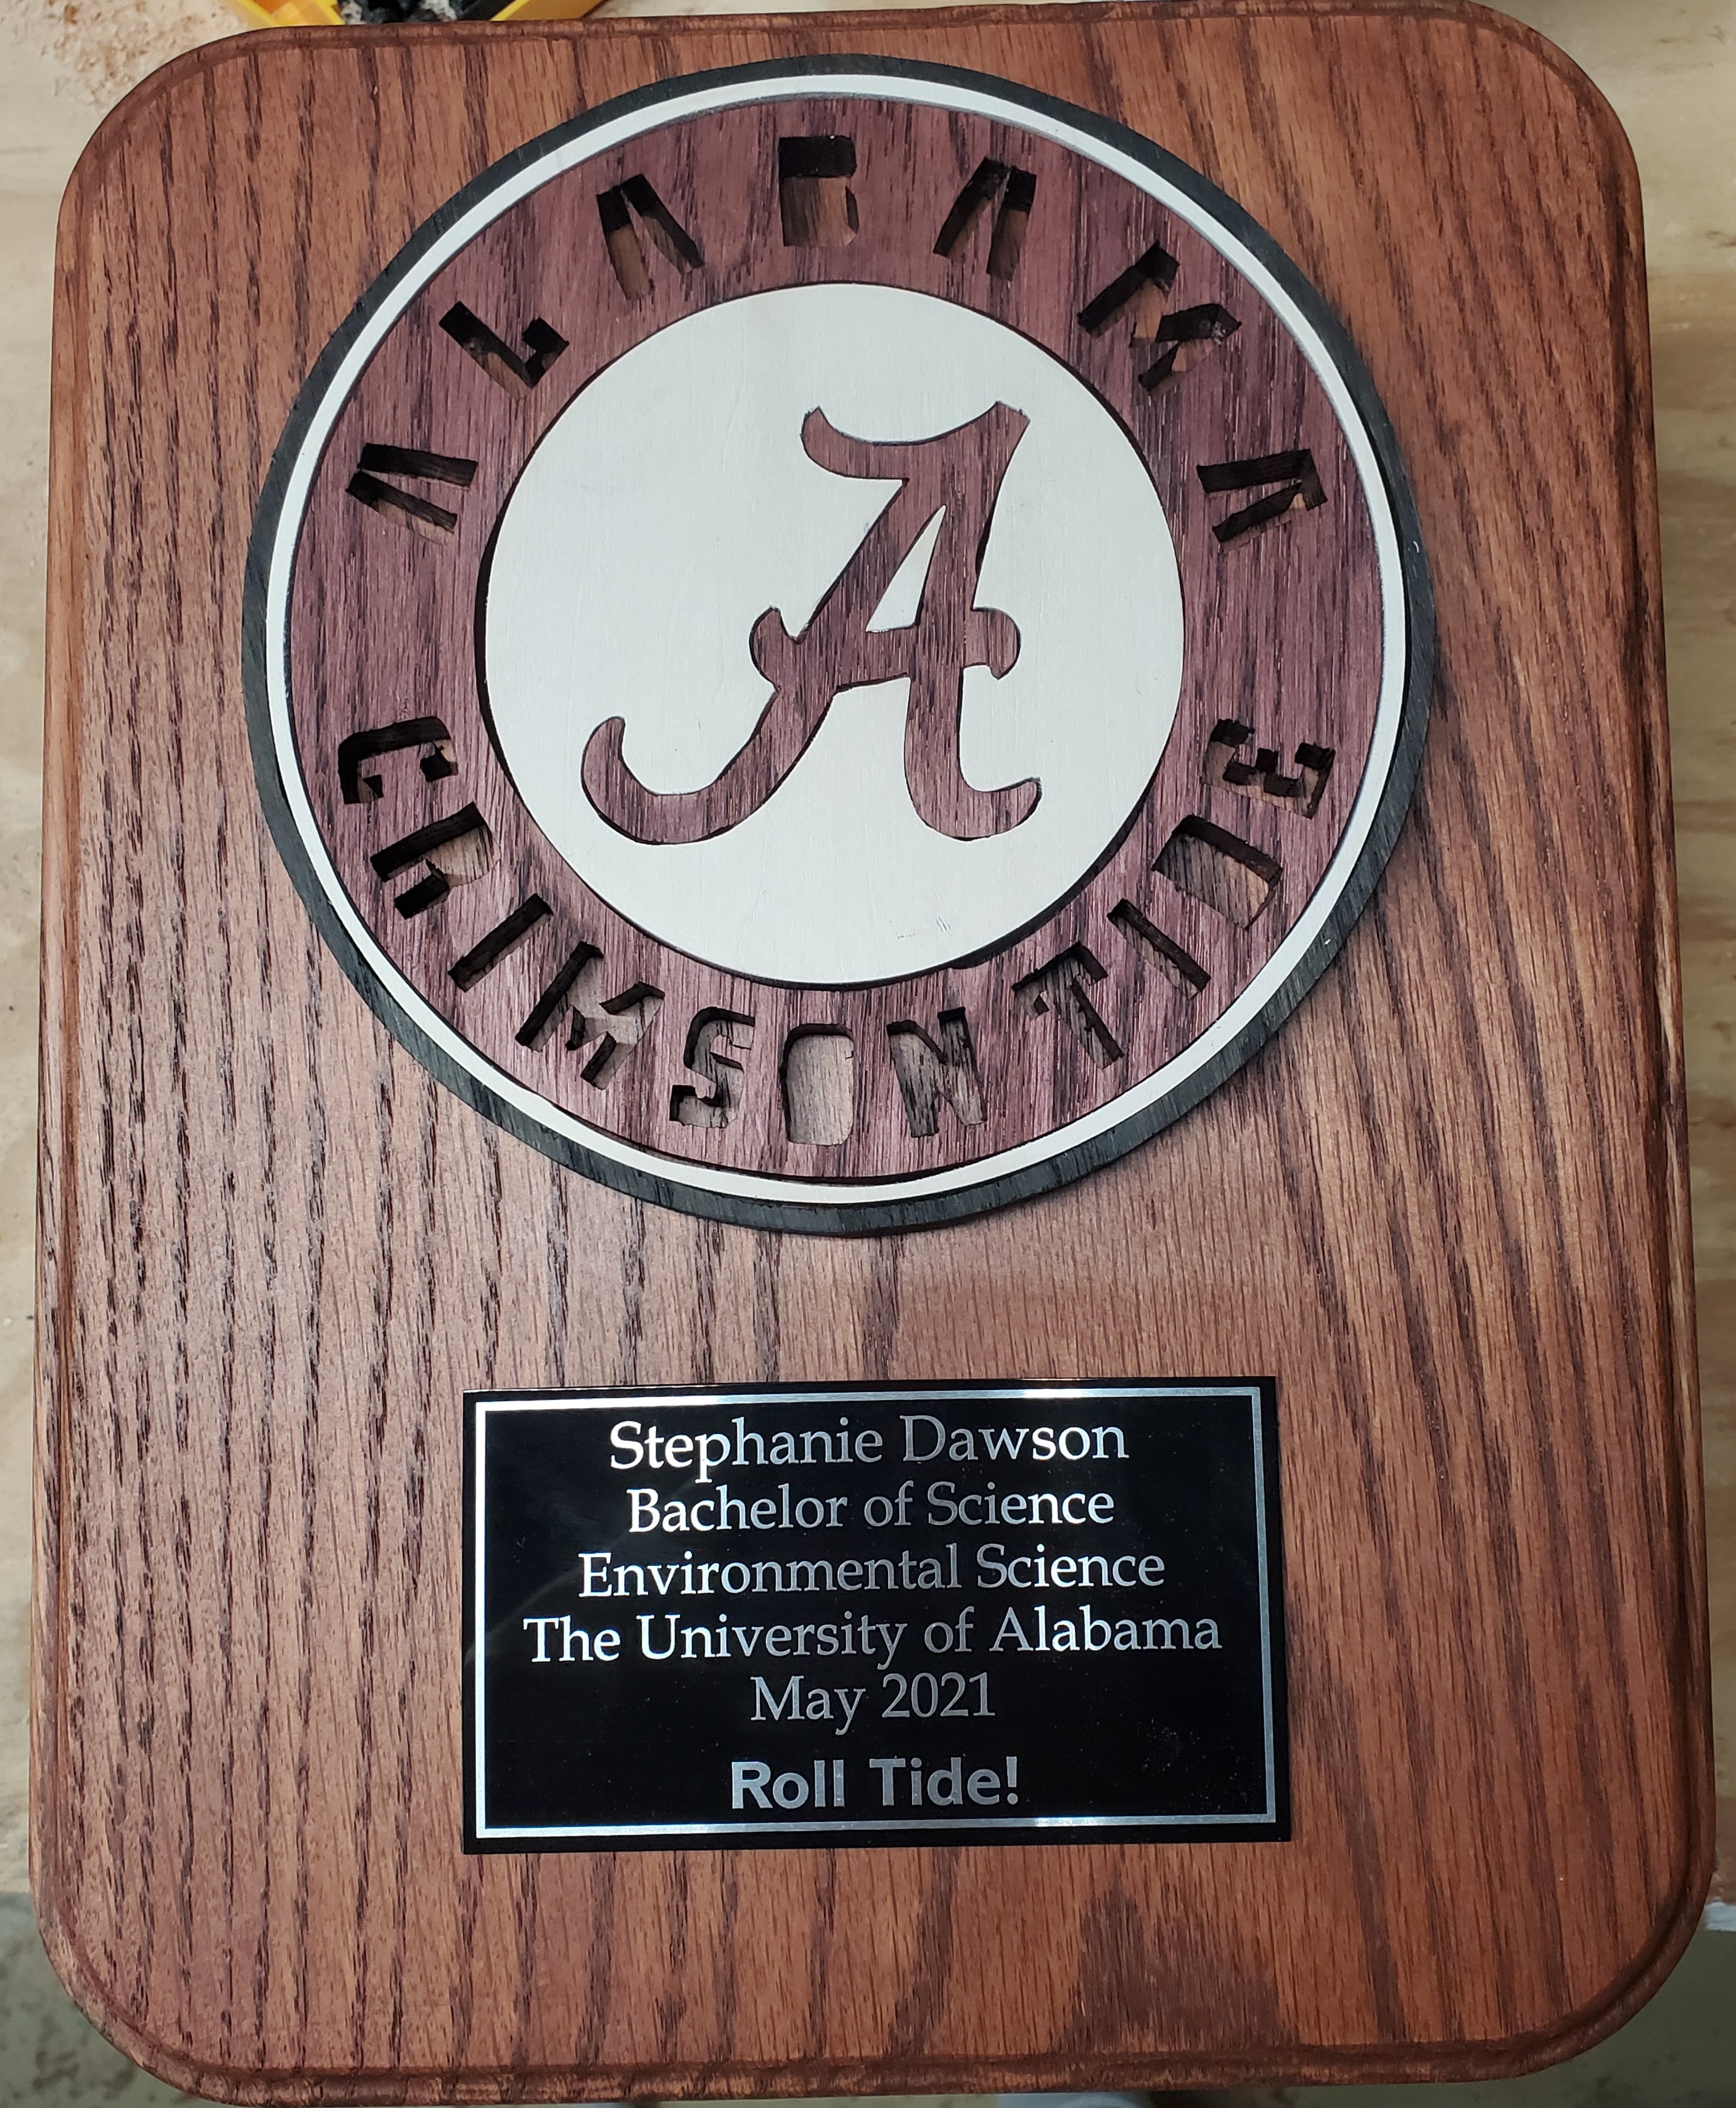 ALABAMA
A
CRIMSON TIDE
Stephanie Dawson
Bachelor of Science
Environmental Science
The University of Alabama
May 2021
Roll Tide!